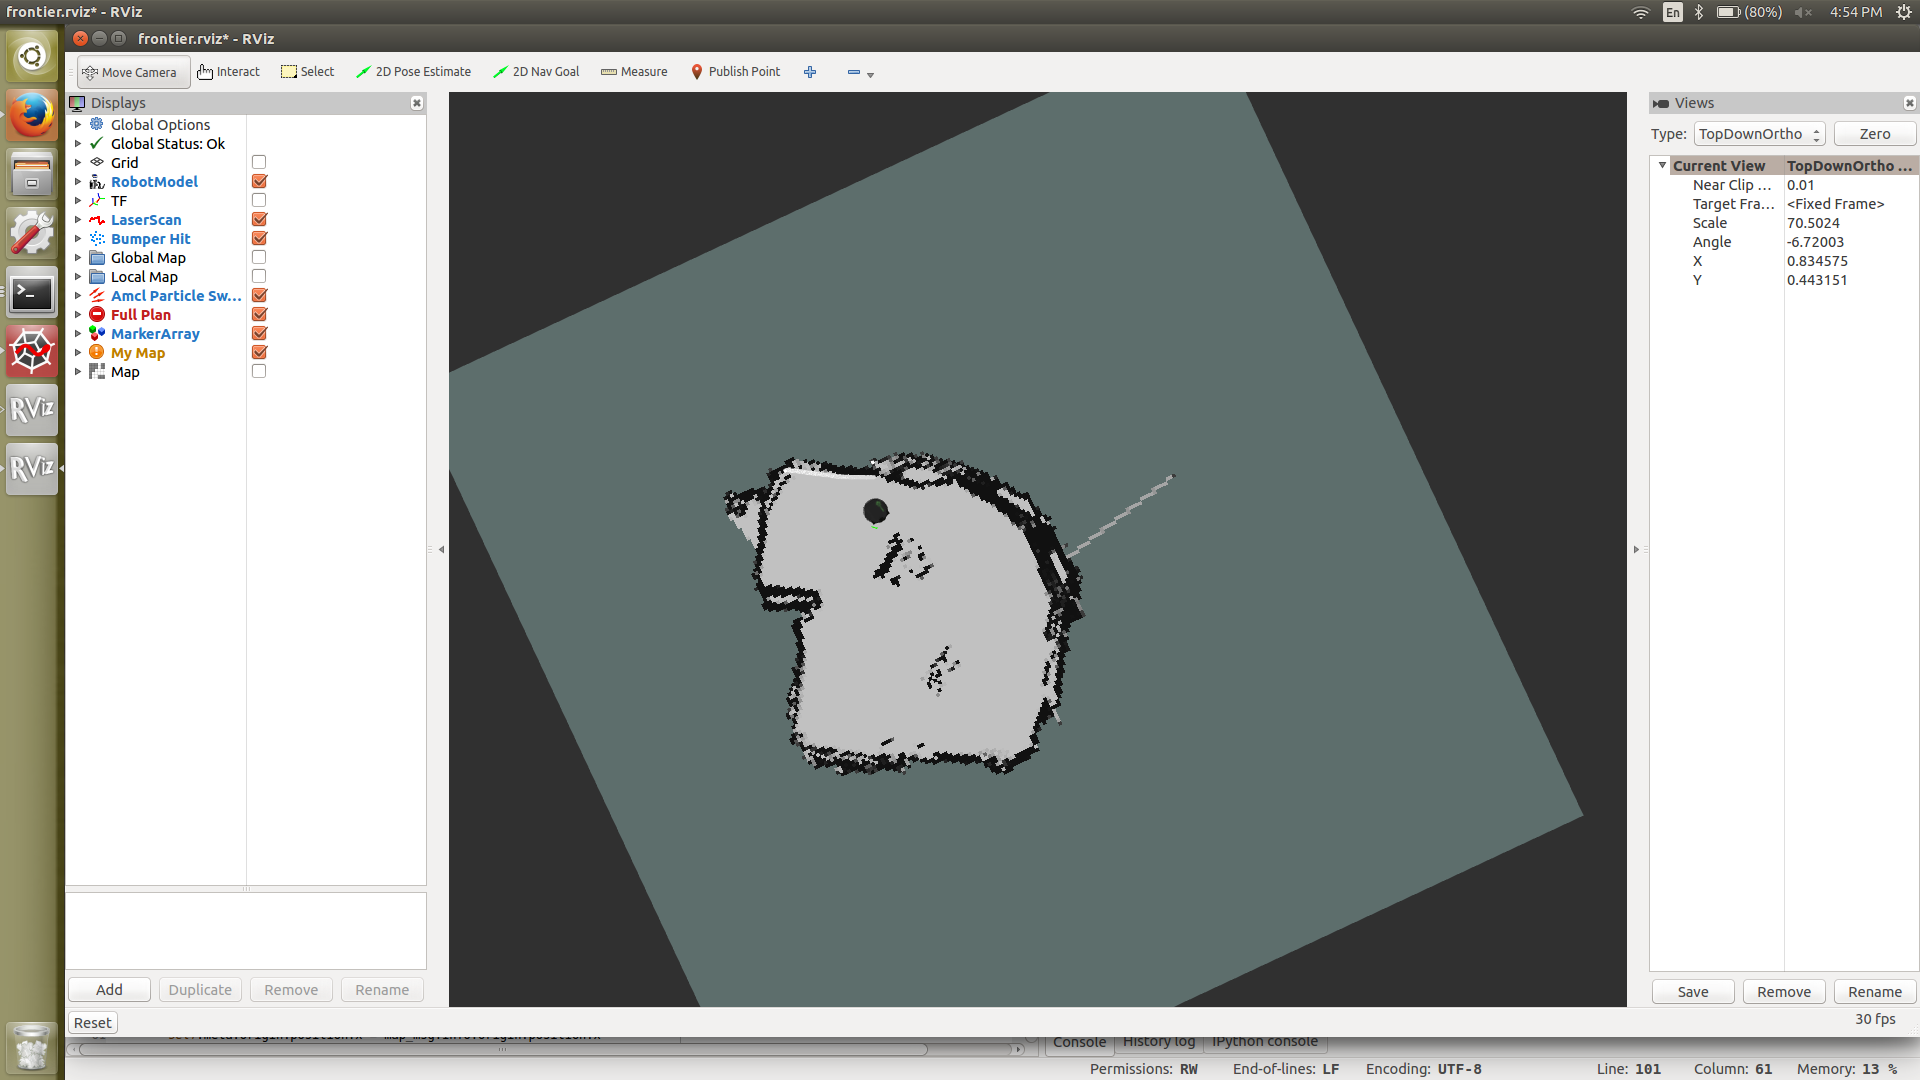 frontier.rviz* - RViz
En
(80%)
4:54 PM
frontier.rviz* - RViz
Move Camera
Interact
Select
2D Pose Estimate
2D Nav Goal
Measure
Publish Point
Displays
Global Options
Global Status: Ok
Grid
RobotModel
TF
LaserScan
Bumper Hit
Global Map
Local Map
Amcl Particle Sw...
Full Plan
MarkerArray
My Map
Map
Add
Duplicate
Remove
Rename
Reset
Views
Type:
TopDownOrtho
Zero
Current View
TopDownOrtho ...
Near Clip ...
0.01
Target Fra...
<Fixed Frame>
Scale
70.5024
Angle
-6.72003
X
0.834575
Y
0.443151
Save
Remove
Rename
30 fps
RViz
RViz
Console
History log
IPython console
Permissions: RW
End-of-lines: LF
Encoding: UTF-8
Line: 101
Column: 61
Memory: 13 %